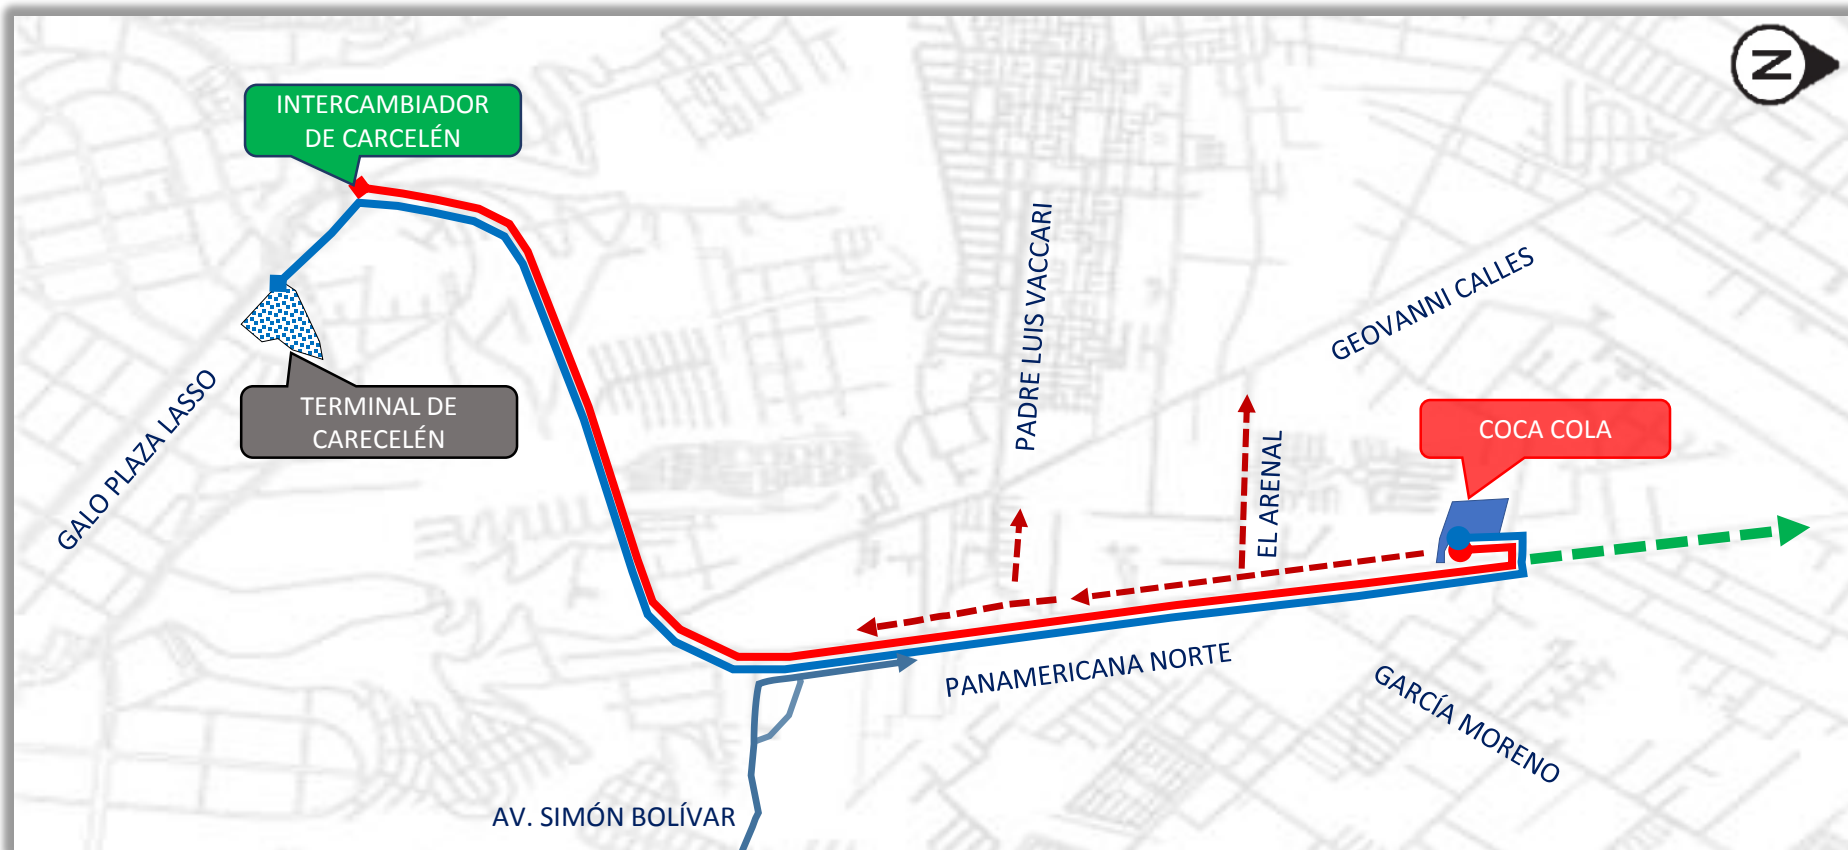 N
INTERCAMBIADOR
DE CARCELÉN
PADRE LUIS VACCARI
GEOVANNI CALLES
GALO PLAZA LASSO
TERMINAL DE
CARECELÉN
COCA COLA
EL ARENAL
PANAMERICANA NORTE
GARCÍA MORENO
AV. SIMÓN BOLÍVAR